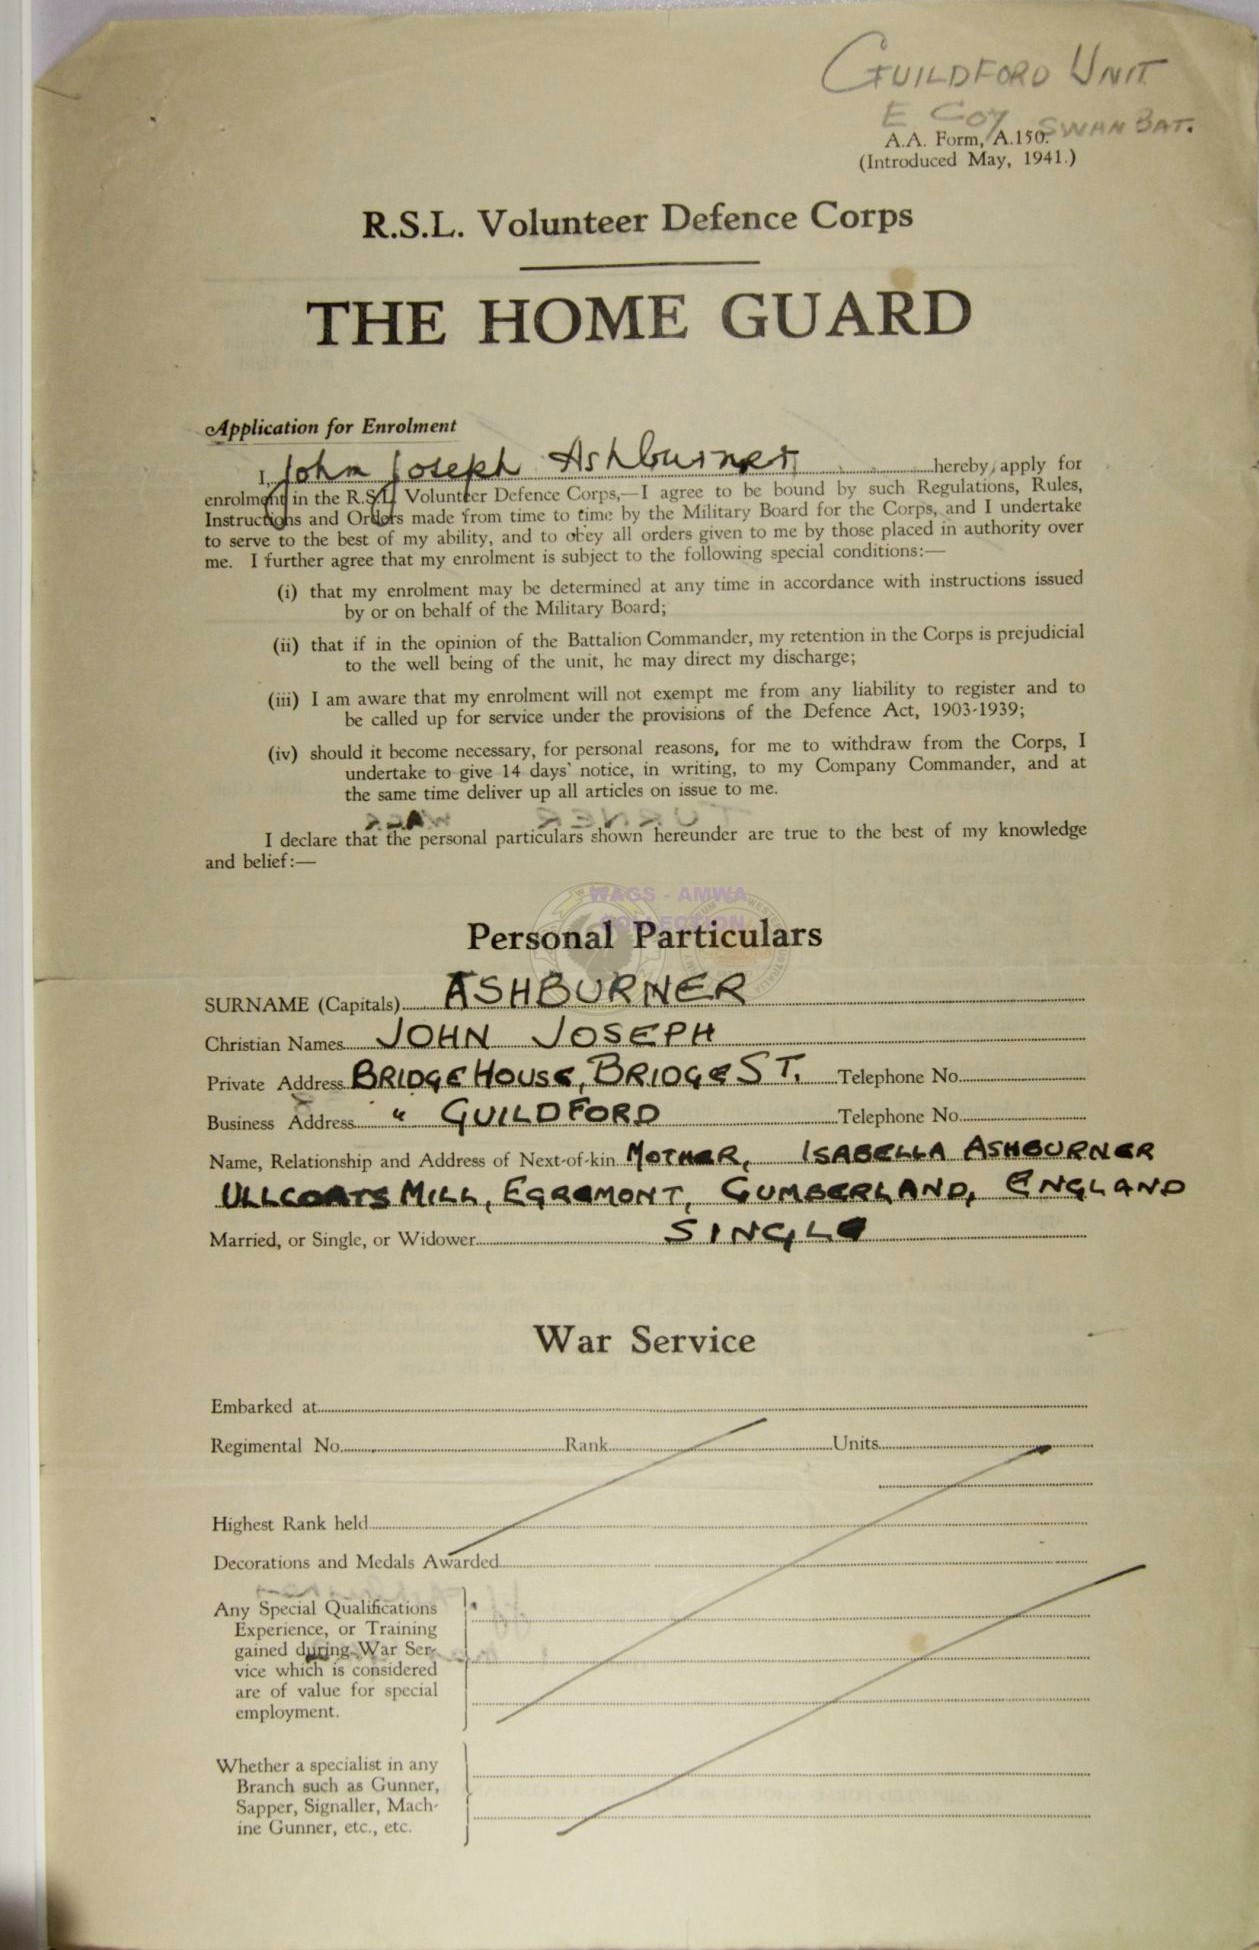 GUILDFORD UNIT
E COY SWAN BAT.
A.A. Form, A.150.
(Introduced May, 1941.)
R.S.L. Volunteer Defence Corps
THE HOME GUARD
Application for Enrolment
I, John Joseph Ashburner hereby apply for
enrolment in the R.S.L. Volunteer Defence Corps,—I agree to be bound by such Regulations, Rules,
Instructions and Orders made from time to time by the Military Board for the Corps, and I undertake
to serve to the best of my ability, and to obey all orders given to me by those placed in authority over
me. I further agree that my enrolment is subject to the following special conditions:—
(i) that my enrolment may be determined at any time in accordance with instructions issued
by or on behalf of the Military Board;
(ii) that if in the opinion of the Battalion Commander, my retention in the Corps is prejudicial
to the well being of the unit, he may direct my discharge;
(iii) I am aware that my enrolment will not exempt me from any liability to register and to
be called up for service under the provisions of the Defence Act, 1903-1939;
(iv) should it become necessary, for personal reasons, for me to withdraw from the Corps, I
undertake to give 14 days' notice, in writing, to my Company Commander, and at
the same time deliver up all articles on issue to me.
I declare that the personal particulars shown hereunder are true to the best of my knowledge
and belief:—
WAGS - AMWA
COLLECTION
Personal Particulars
SURNAME (Capitals) ASHBURNER
Christian Names JOHN JOSEPH
Private Address BRIDGE HOUSE, BRIDGE ST. Telephone No.
Business Address " GUILDFORD Telephone No.
Name, Relationship and Address of Next-of-kin MOTHER, ISABELLA ASHBURNER
ULLCOATS MILL, EGREMONT, CUMBERLAND, ENGLAND
Married, or Single, or Widower SINGLE
War Service
Embarked at
Regimental No. Rank Units
Highest Rank held
Decorations and Medals Awarded
Any Special Qualifications
Experience, or Training
gained during War Ser-
vice which is considered
are of value for special
employment.
Whether a specialist in any
Branch such as Gunner,
Sapper, Signaller, Mach-
ine Gunner, etc., etc.